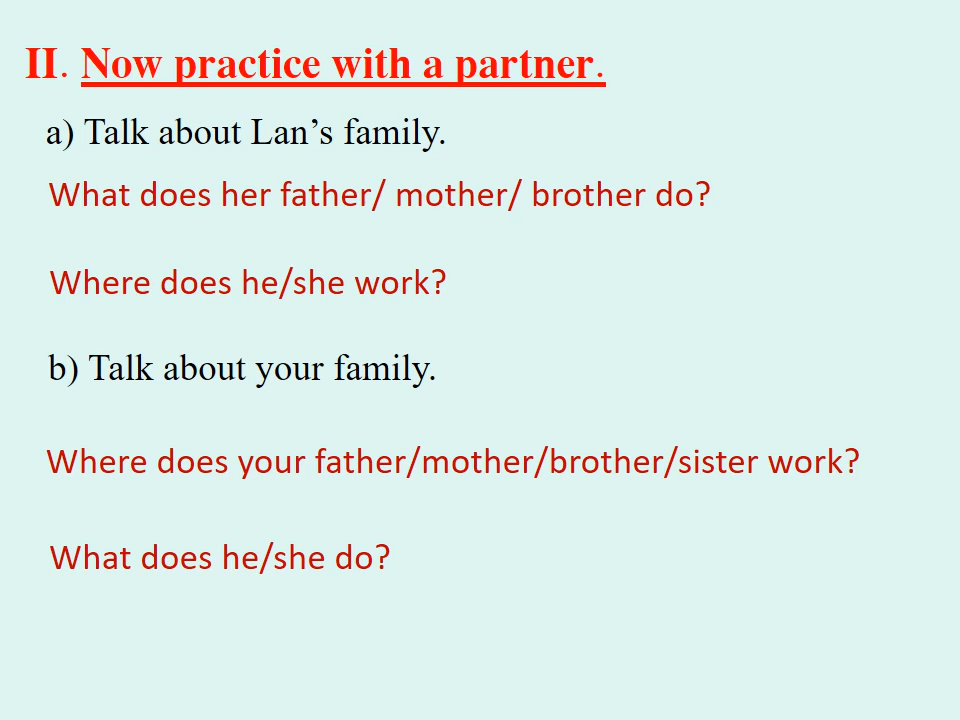 II. Now practice with a partner.
a) Talk about Lan’s family.
What does her father/ mother/ brother do?
Where does he/she work?
b) Talk about your family.
Where does your father/mother/brother/sister work?
What does he/she do?